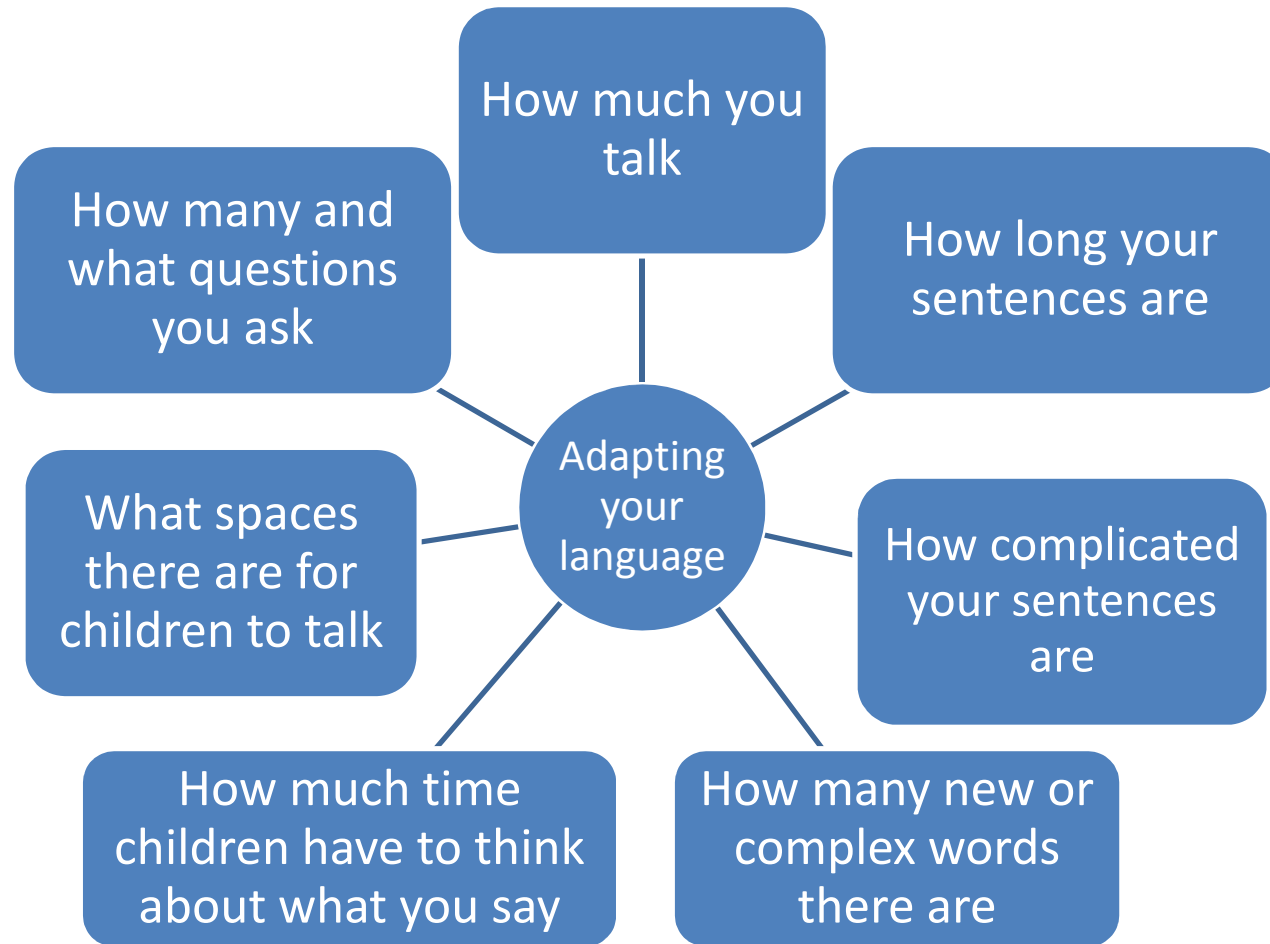 How much you
talk
How long your
sentences are
How complicated
your sentences
are
How many new or
complex words
there are
How much time
children have to think
about what you say
What spaces
there are for
children to talk
How many and
what questions
you ask
Adapting
your
language